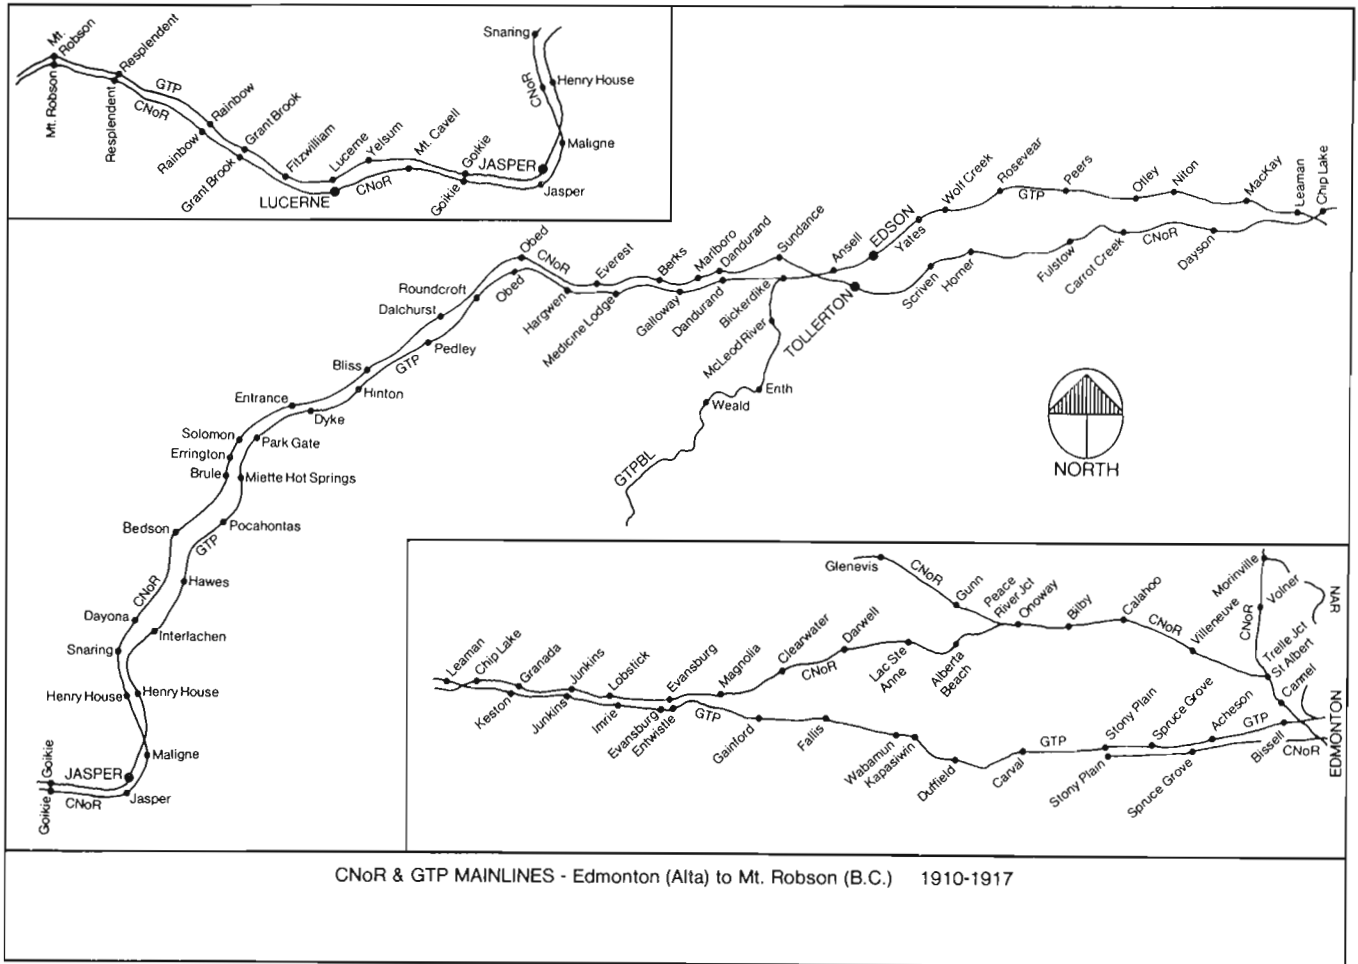 Mt.
Robson
Mt. Robson
Resplendent
Resplendent
GTP
CNoR
Rainbow
Rainbow
Grant Brook
Grant Brook
Fitzwilliam
Lucerne
LUCERNE
Yelsum
CNoR
Mt. Cavell
Goikie
Goikie
JASPER
Jasper
Maligne
Henry House
CNoR
Snaring
Chip Lake
Leaman
MacKay
Niton
Otley
Peers
GTP
Rosevear
Wolf Creek
Yates
EDSON
Ansell
Sundance
Dandurand
Marlboro
Berks
Everest
CNoR
Obed
Obed
Dayson
CNoR
Carrot Creek
Fulstow
Horner
Scriven
TOLLERTON
Bickerdike
Dandurand
Galloway
Medicine Lodge
Hargwen
McLeod River
Enth
Weald
GTPBL
Roundcroft
Dalchurst
Pedley
GTP
Bliss
Hinton
Entrance
Dyke
Solomon
Park Gate
Errington
Brule
Miette Hot Springs
Bedson
Pocahontas
GTP
CNoR
Hawes
Dayona
Interlachen
Snaring
Henry House
Henry House
Maligne
JASPER
Jasper
Goikie
Goikie
CNoR
NORTH
Leaman
Chip Lake
Granada
Junkins
Lobstick
Evansburg
Magnolia
Clearwater
CNoR
Darwell
Lac Ste
Anne
Alberta
Beach
Glenevis
CNoR
Gunn
Peace
River Jct
Onoway
Bilby
Calahoo
CNoR
Villeneuve
Morinville
Volner
NAR
CNoR
Trelle Jct
St Albert
Carmel
EDMONTON
Keston
Junkins
Imrie
Evansburg
Entwistle
GTP
Gainford
Fallis
Wabamun
Kapasiwin
Duffield
Carval
GTP
Stony Plain
Stony Plain
Spruce Grove
Spruce Grove
Acheson
GTP
Bissell
CNoR
CNoR & GTP MAINLINES - Edmonton (Alta) to Mt. Robson (B.C.) 1910-1917